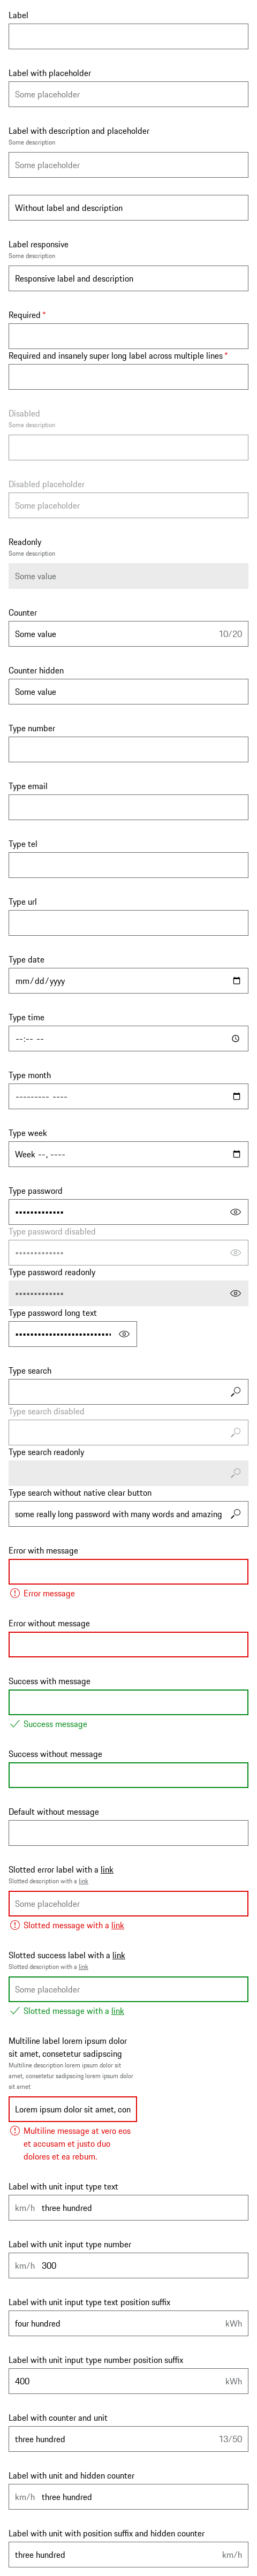 Label
Label with placeholder
Some placeholder
Label with description and placeholder
Some description
Some placeholder
Without label and description
Label responsive
Some description
Responsive label and description
Required *
Required and insanely super long label across multiple lines *
Disabled
Some description
Disabled placeholder
Some placeholder
Readonly
Some description
Some value
Counter
Some value 10/20
Counter hidden
Some value
Type number
Type email
Type tel
Type url
Type date
mm/dd/yyyy
Type time
--:-- --
Type month
--------- ----
Type week
Week --, ----
Type password
•••••••••••••
Type password disabled
•••••••••••••
Type password readonly
•••••••••••••
Type password long text
••••••••••••••••••••••••••
Type search
Type search disabled
Type search readonly
Type search without native clear button
some really long password with many words and amazing
Error with message
Error message
Error without message
Success with message
Success message
Success without message
Default without message
Slotted error label with a link
Slotted description with a link
Some placeholder
Slotted message with a link
Slotted success label with a link
Slotted description with a link
Some placeholder
Slotted message with a link
Multiline label lorem ipsum dolor
sit amet, consetetur sadipscing
Multiline description lorem ipsum dolor sit
amet, consetetur sadipscing lorem ipsum dolor
sit amet
Lorem ipsum dolor sit amet, con
Multiline message at vero eos
et accusam et justo duo
dolores et ea rebum.
Label with unit input type text
km/h three hundred
Label with unit input type number
km/h 300
Label with unit input type text position suffix
four hundred kWh
Label with unit input type number position suffix
400 kWh
Label with counter and unit
three hundred 13/50
Label with unit and hidden counter
km/h three hundred
Label with unit with position suffix and hidden counter
three hundred km/h